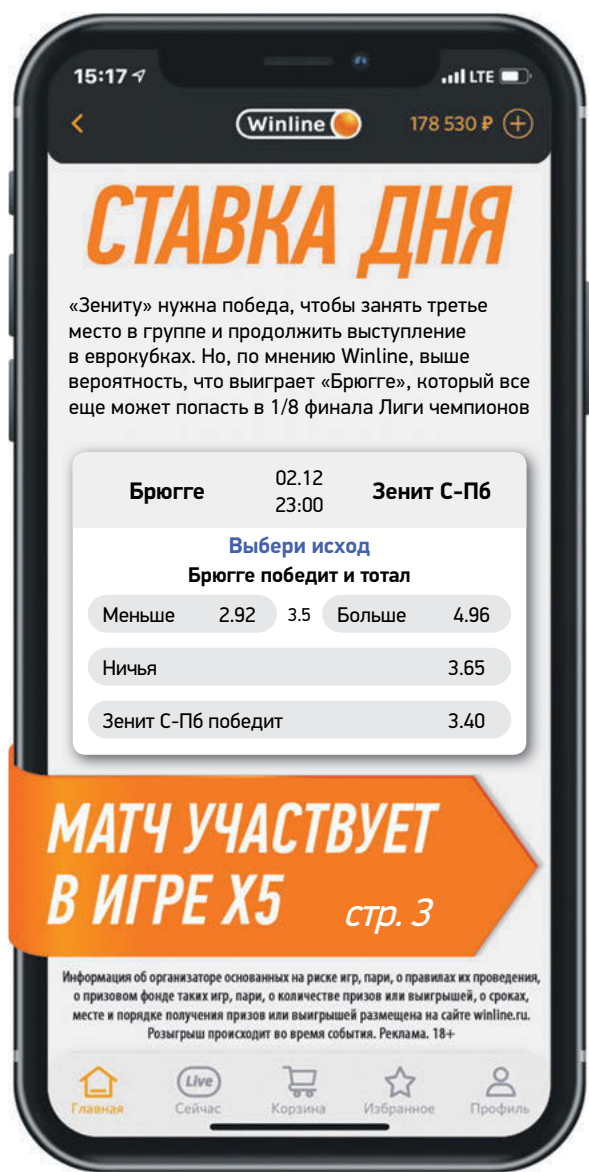 15:17 LTE
Winline 178 530 ₽
СТАВКА ДНЯ
«Зениту» нужна победа, чтобы занять третье
место в группе и продолжить выступление
в еврокубках. Но, по мнению Winline, выше
вероятность, что выиграет «Брюгге», который все
еще может попасть в 1/8 финала Лиги чемпионов
Брюгге 02.12 23:00 Зенит С-Пб
Выбери исход
Брюгге победит и тотал
Меньше 2.92 3.5 Больше 4.96
Ничья 3.65
Зенит С-Пб победит 3.40
МАТЧ УЧАСТВУЕТ
В ИГРЕ X5 стр. 3
Информация об организаторе основанных на риске игр, пари, о правилах их проведения,
о призовом фонде таких игр, пари, о количестве призов или выигрышей, о сроках,
месте и порядке получения призов или выигрышей размещена на сайте winline.ru.
Розыгрыш происходит во время события. Реклама. 18+
Live
Главная Сейчас Корзина Избранное Профиль